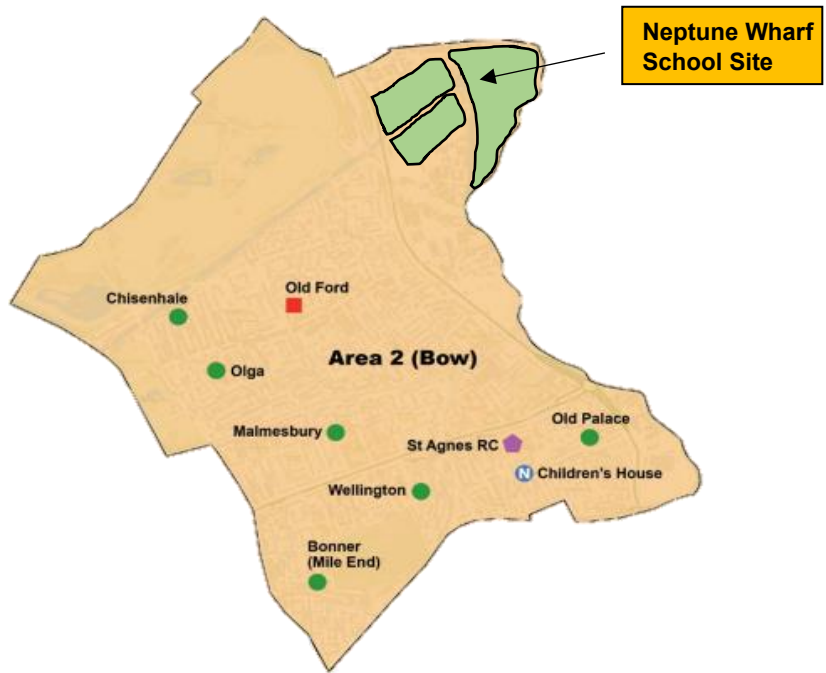 Neptune Wharf
School Site
Old Ford
Chisenhale
Area 2 (Bow)
Olga
Old Palace
Malmesbury
St Agnes RC
N Children's House
Wellington
Bonner
(Mile End)